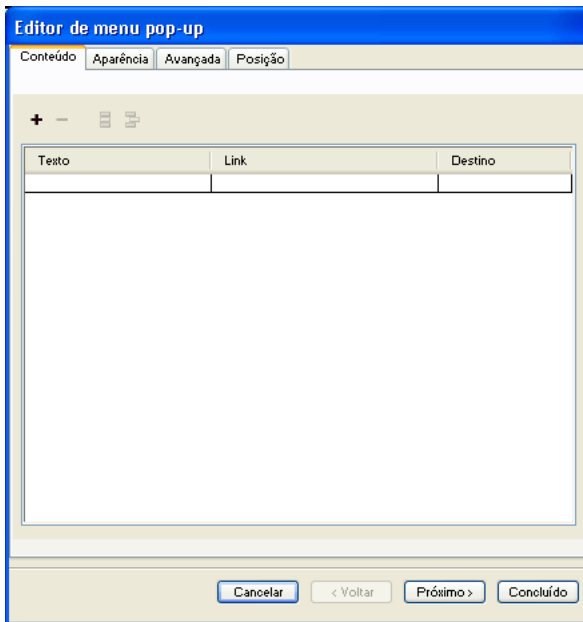 Editor de menu pop-up
Conteúdo Aparência Avançada Posição
Texto Link Destino
Cancelar < Voltar Próximo > Concluído